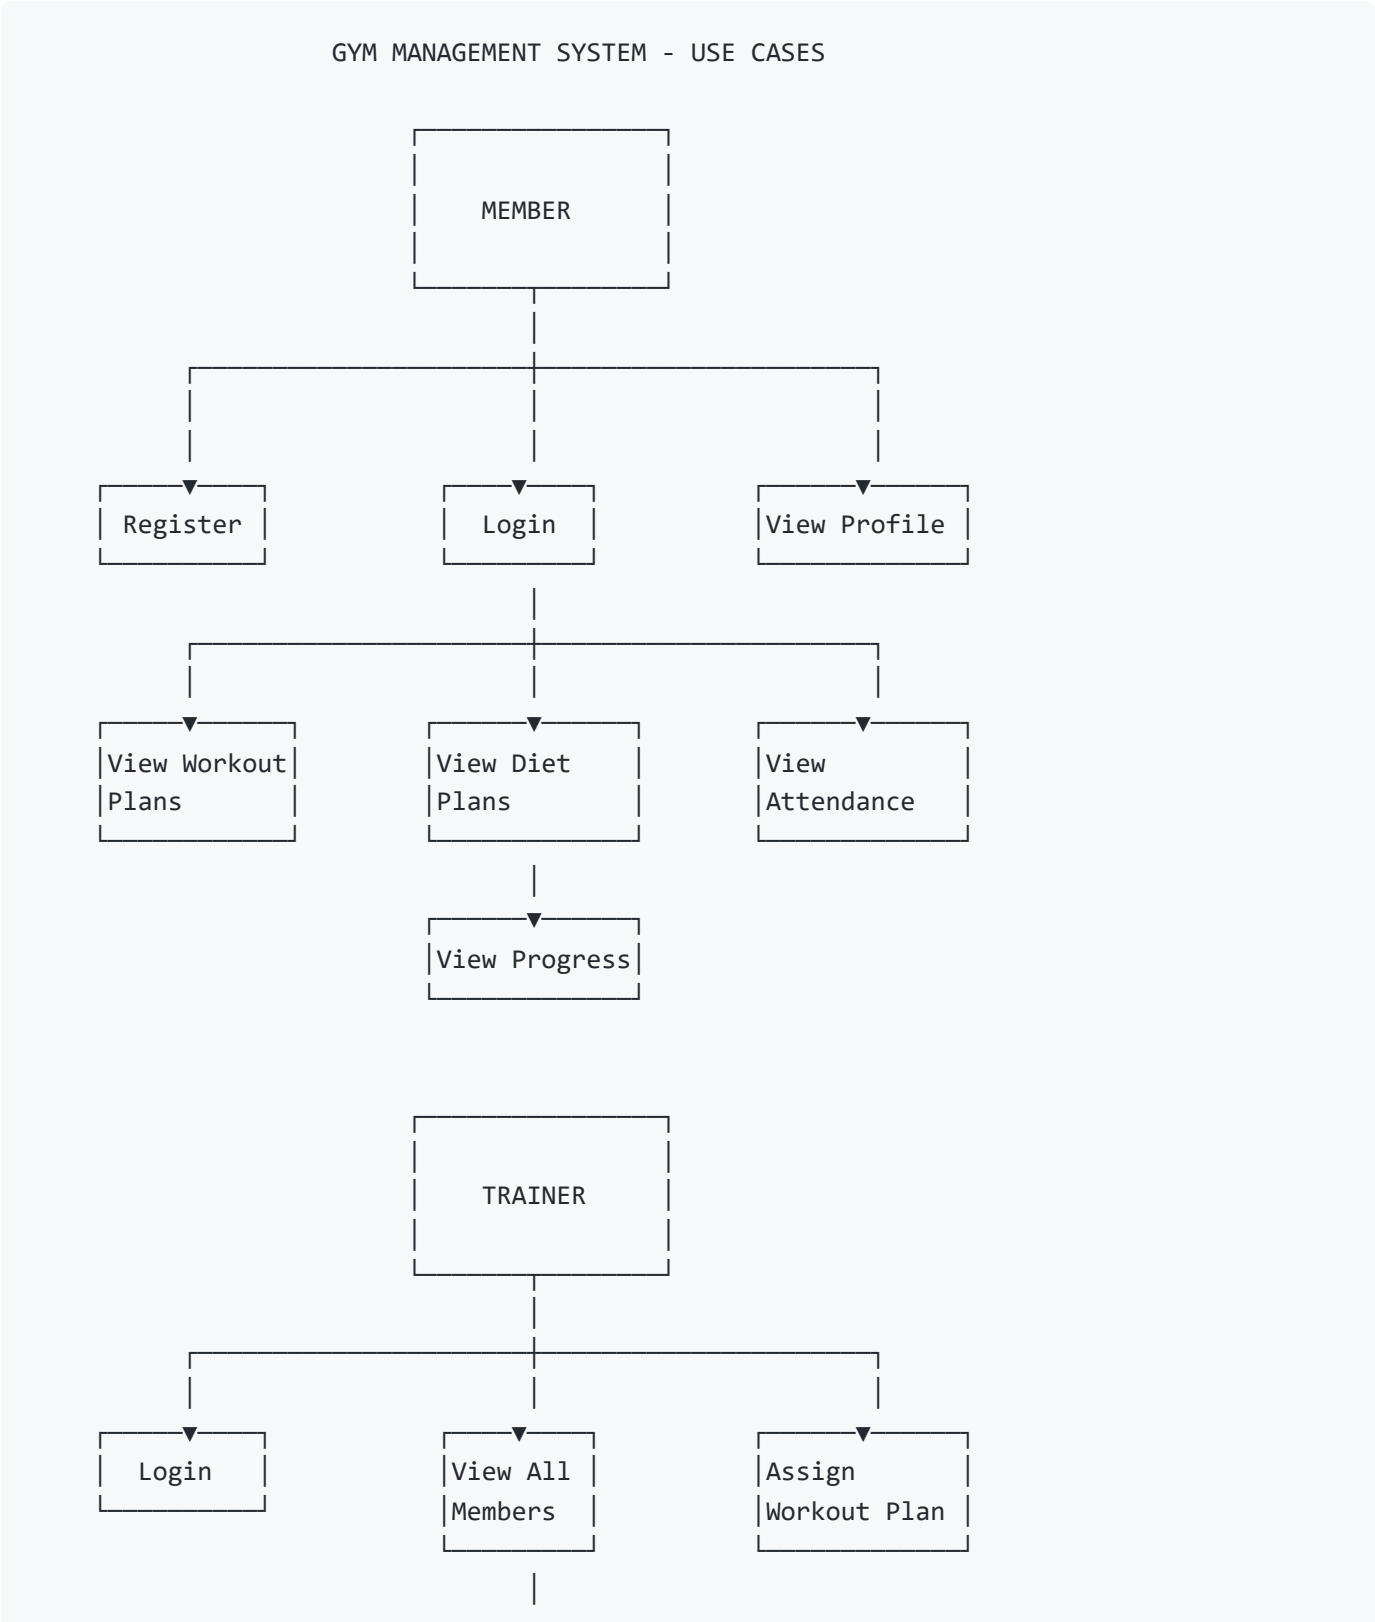 GYM MANAGEMENT SYSTEM - USE CASES
MEMBER
Register
Login
View Profile
View Workout
Plans
View Diet
Plans
View
Attendance
View Progress
TRAINER
Login
View All
Members
Assign
Workout Plan